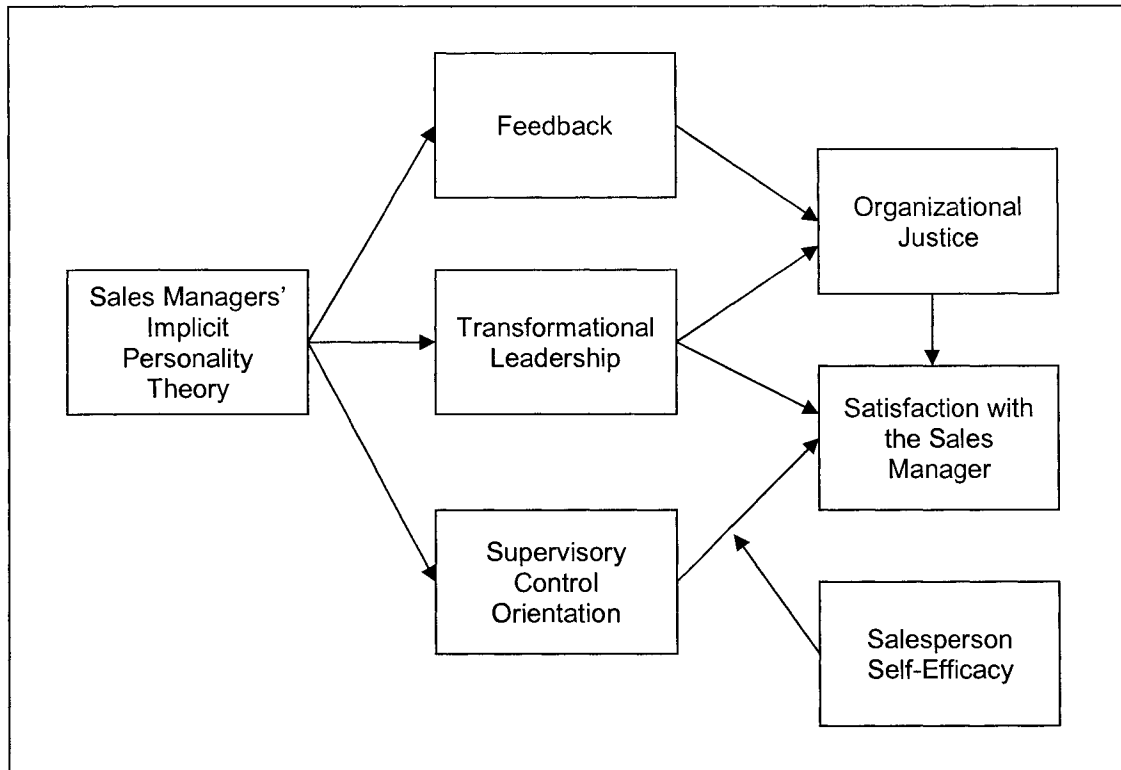 Feedback
Organizational
Justice
Sales Managers’
Implicit
Personality
Theory
Transformational
Leadership
Satisfaction with
the Sales
Manager
Supervisory
Control
Orientation
Salesperson
Self-Efficacy